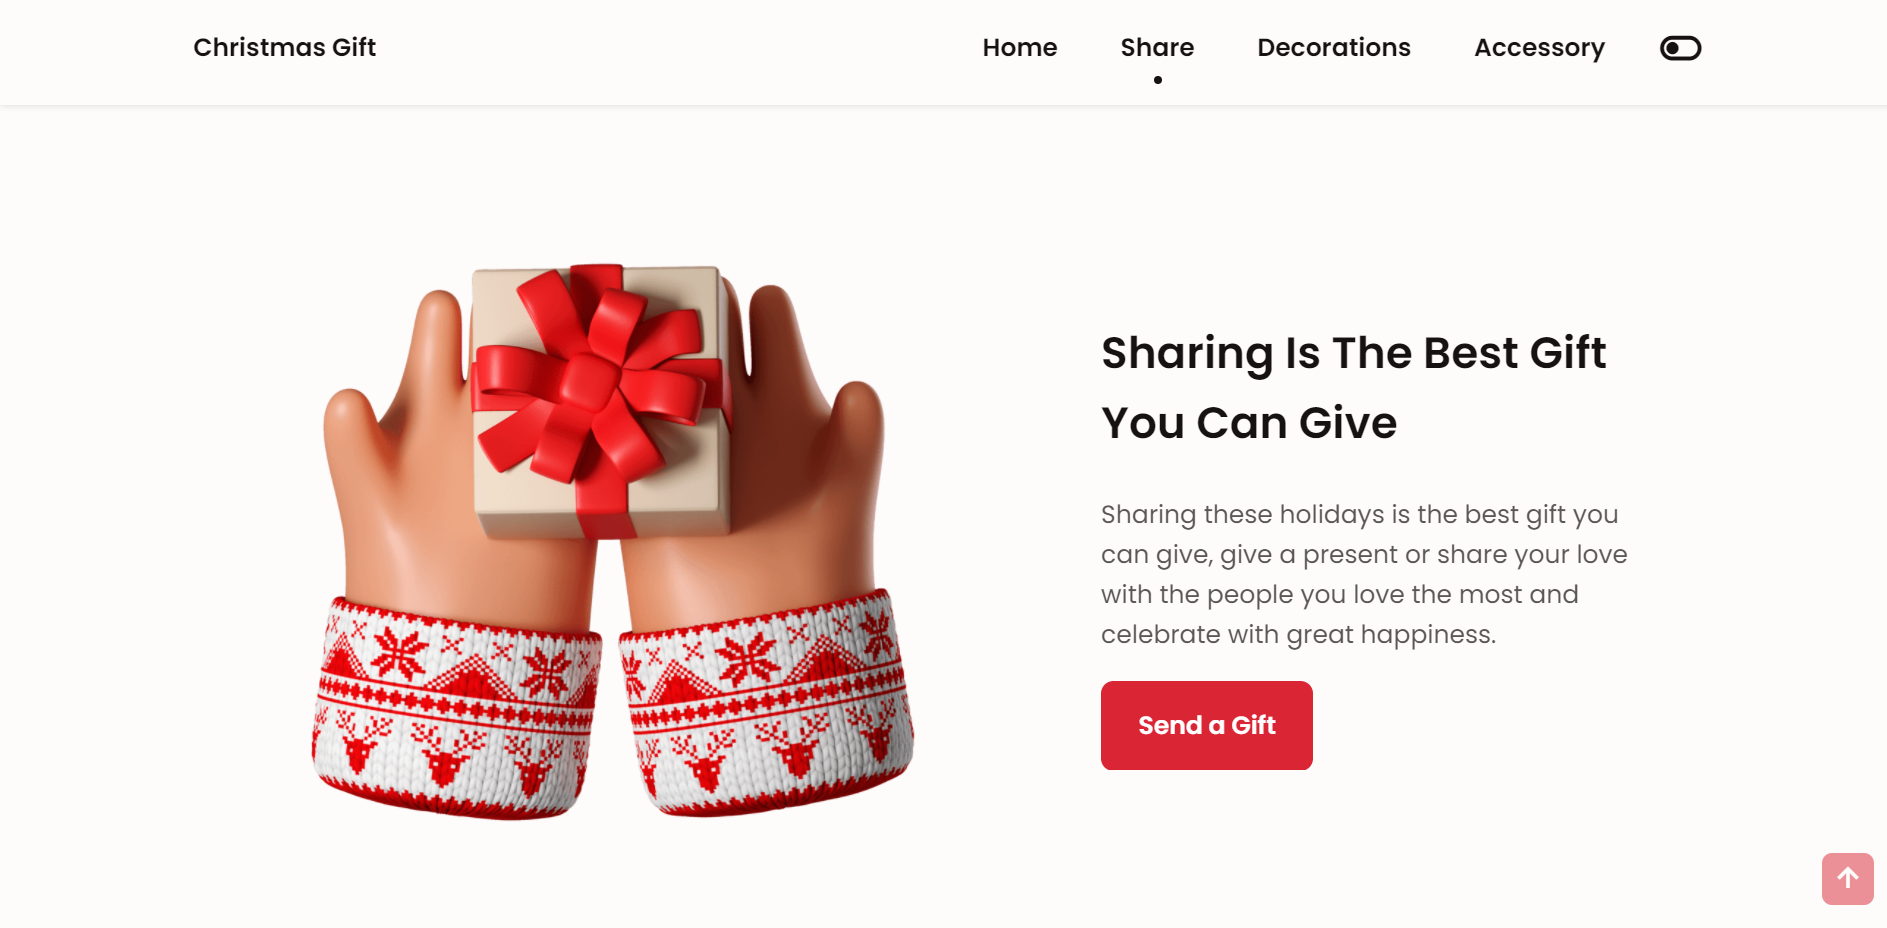 Christmas Gift
Home
Share
Decorations
Accessory
Sharing Is The Best Gift
You Can Give
Sharing these holidays is the best gift you
can give, give a present or share your love
with the people you love the most and
celebrate with great happiness.
Send a Gift